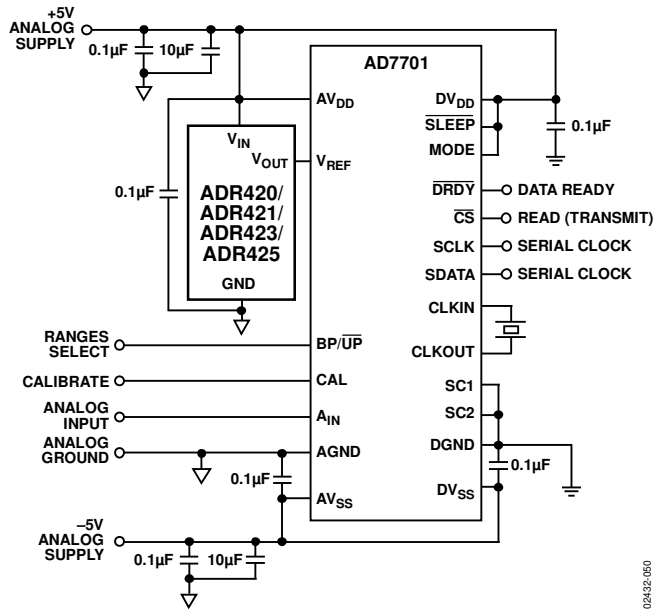 +5V
ANALOG
SUPPLY
0.1µF
10µF
AD7701
AVDD
DVDD
SLEEP
MODE
0.1µF
VIN
VOUT
VREF
0.1µF
ADR420/
ADR421/
ADR423/
ADR425
GND
DRDY
DATA READY
CS
READ (TRANSMIT)
SCLK
SERIAL CLOCK
SDATA
SERIAL CLOCK
CLKIN
CLKOUT
RANGES
SELECT
BP/UP
CALIBRATE
CAL
SC1
ANALOG
INPUT
AIN
SC2
ANALOG
GROUND
AGND
DGND
0.1µF
0.1µF
AVSS
DVSS
–5V
ANALOG
SUPPLY
0.1µF
10µF
02432-050